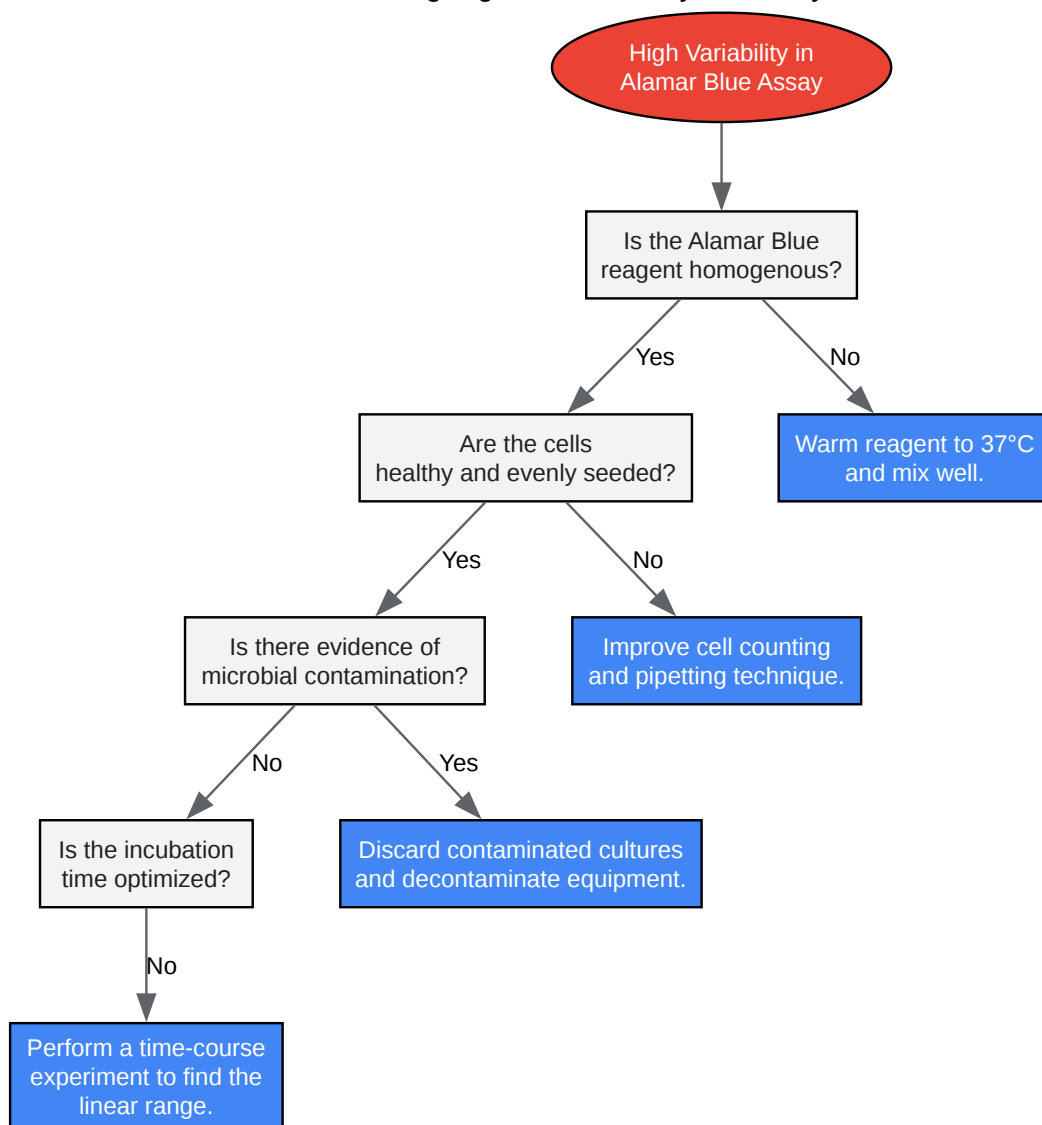 High Variability in
Alamar Blue Assay
Is the Alamar Blue
reagent homogenous?
Yes
No
Are the cells
healthy and evenly seeded?
Warm reagent to 37°C
and mix well.
Yes
No
Is there evidence of
microbial contamination?
Improve cell counting
and pipetting technique.
No
Yes
Is the incubation
time optimized?
Discard contaminated cultures
and decontaminate equipment.
No
Perform a time-course
experiment to find the
linear range.